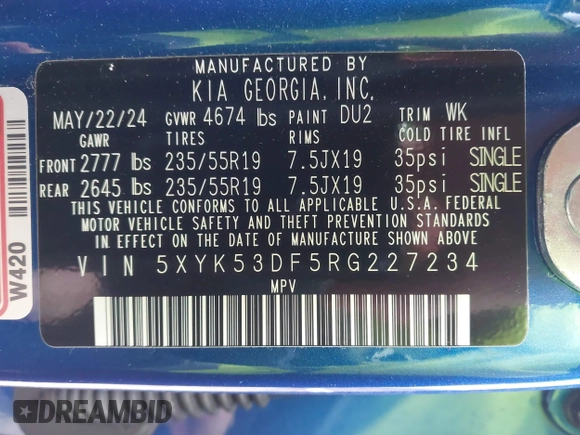 MANUFACTURED BY
KIA GEORGIA, INC.
MAY/22/24 GVWR 4674 lbs PAINT DU2 TRIM WK
GAWR TIRES RIMS COLD TIRE INFL
FRONT 2777 lbs 235/55R19 7.5JX19 35psi SINGLE
REAR 2645 lbs 235/55R19 7.5JX19 35psi SINGLE
THIS VEHICLE CONFORMS TO ALL APPLICABLE U.S.A. FEDERAL
MOTOR VEHICLE SAFETY AND THEFT PREVENTION STANDARDS
IN EFFECT ON THE DATE OF MANUFACTURE SHOWN ABOVE
VIN 5XYK53DF5RG227234
MPV
W420
DREAMBID